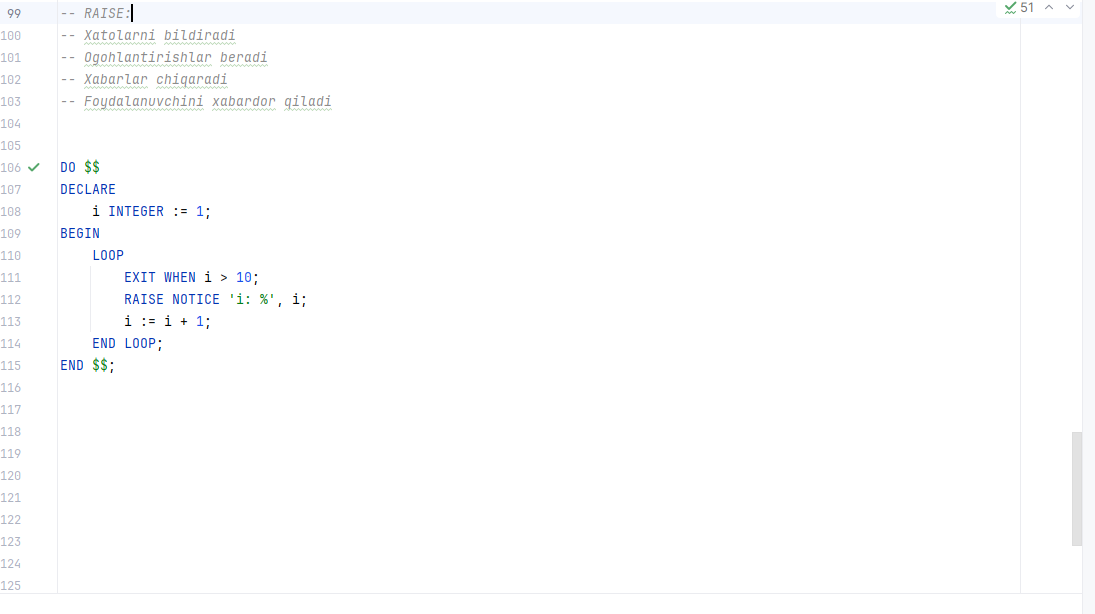 51
99 -- RAISE:
100 -- Xatolarni bildiradi
101 -- Ogohlantirishlar beradi
102 -- Xabarlar chiqaradi
103 -- Foydalanuvchini xabardor qiladi
104
105
106 DO $$
107 DECLARE
108 i INTEGER := 1;
109 BEGIN
110 LOOP
111 EXIT WHEN i > 10;
112 RAISE NOTICE 'i: %', i;
113 i := i + 1;
114 END LOOP;
115 END $$;
116
117
118
119
120
121
122
123
124
125